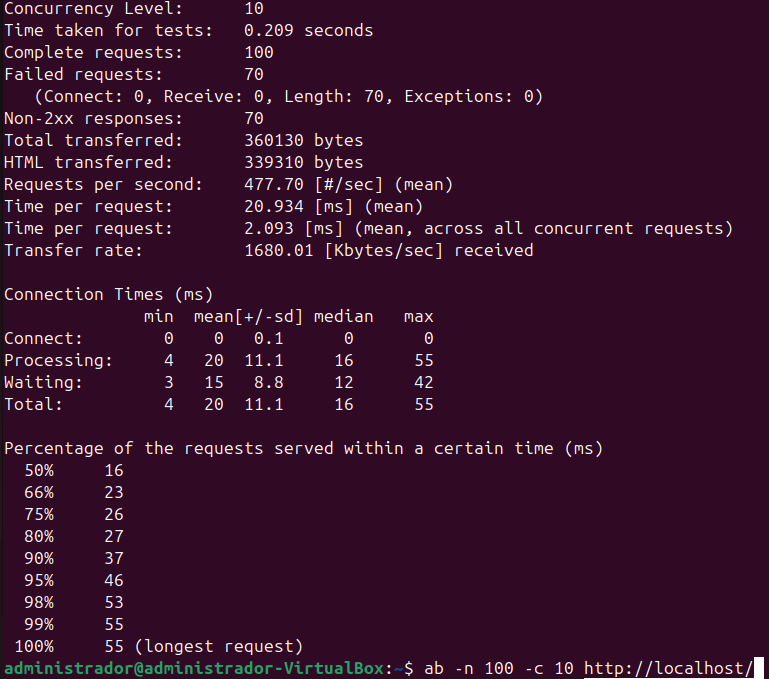 Concurrency Level:      10
Time taken for tests:   0.209 seconds
Complete requests:      100
Failed requests:        70
   (Connect: 0, Receive: 0, Length: 70, Exceptions: 0)
Non-2xx responses:      70
Total transferred:      360130 bytes
HTML transferred:       339310 bytes
Requests per second:    477.70 [#/sec] (mean)
Time per request:       20.934 [ms] (mean)
Time per request:       2.093 [ms] (mean, across all concurrent requests)
Transfer rate:          1680.01 [Kbytes/sec] received

Connection Times (ms)
              min  mean[+/-sd] median   max
Connect:        0    0   0.1      0       0
Processing:     4   20  11.1     16      55
Waiting:        3   15   8.8     12      42
Total:          4   20  11.1     16      55

Percentage of the requests served within a certain time (ms)
  50%     16
  66%     23
  75%     26
  80%     27
  90%     37
  95%     46
  98%     53
  99%     55
 100%     55 (longest request)
administrador@administrador-VirtualBox:~$ ab -n 100 -c 10 http://localhost/